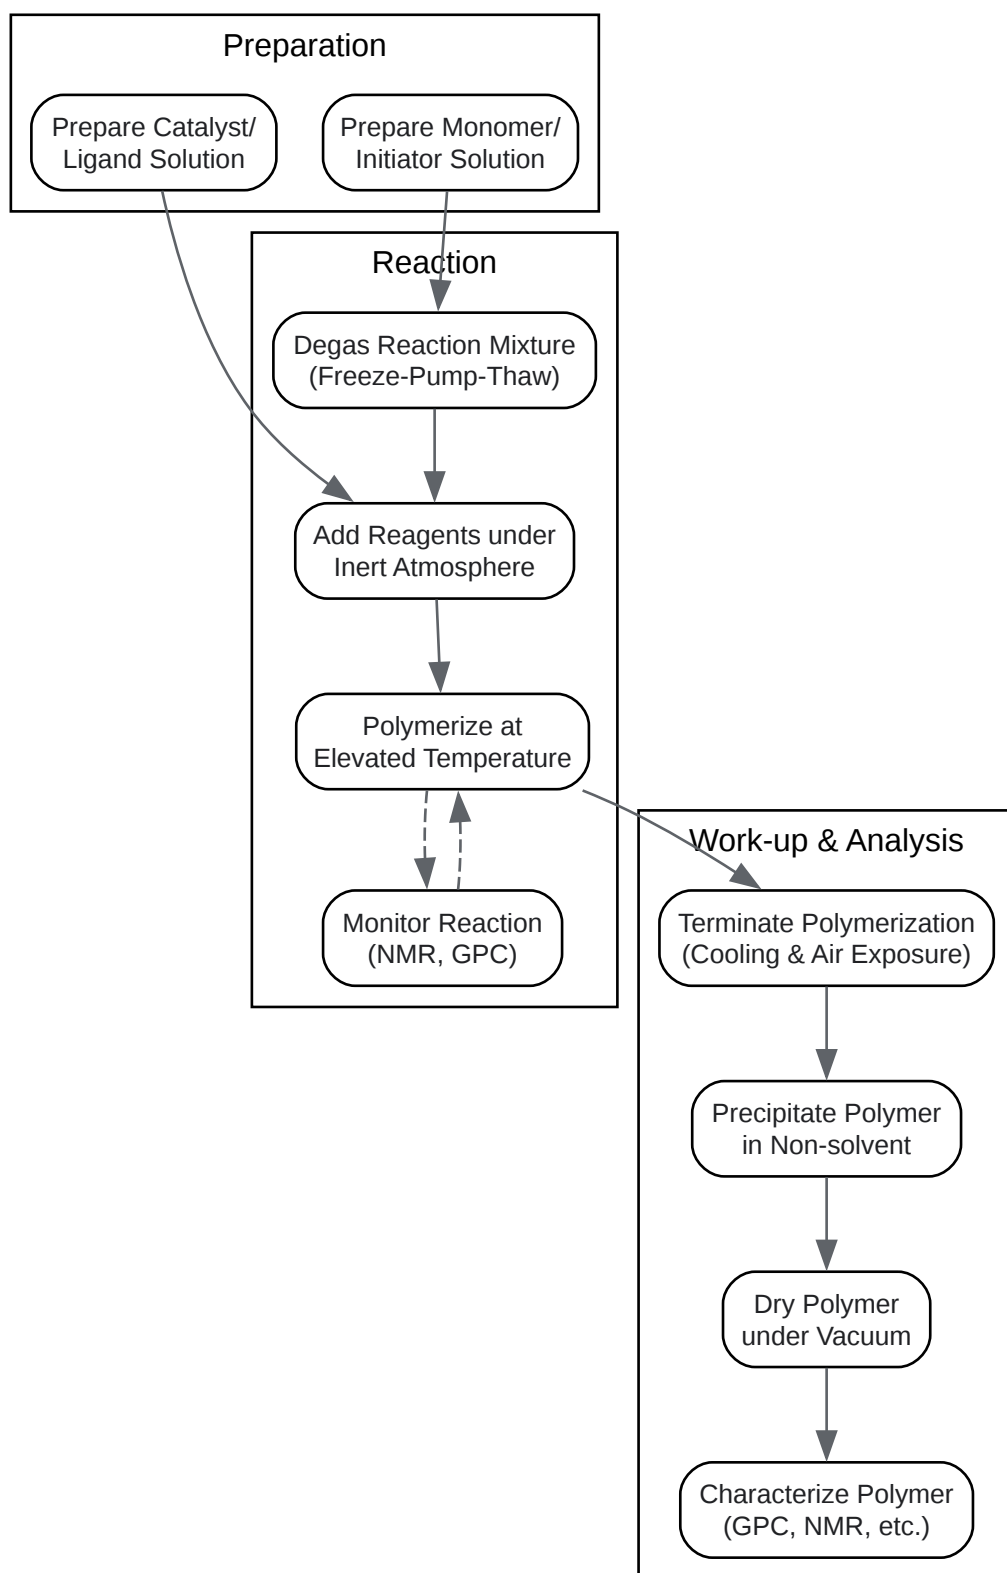 Preparation
Prepare Catalyst/
Ligand Solution
Prepare Monomer/
Initiator Solution
Reaction
Degas Reaction Mixture
(Freeze-Pump-Thaw)
Add Reagents under
Inert Atmosphere
Polymerize at
Elevated Temperature
Monitor Reaction
(NMR, GPC)
Work-up & Analysis
Terminate Polymerization
(Cooling & Air Exposure)
Precipitate Polymer
in Non-solvent
Dry Polymer
under Vacuum
Characterize Polymer
(GPC, NMR, etc.)